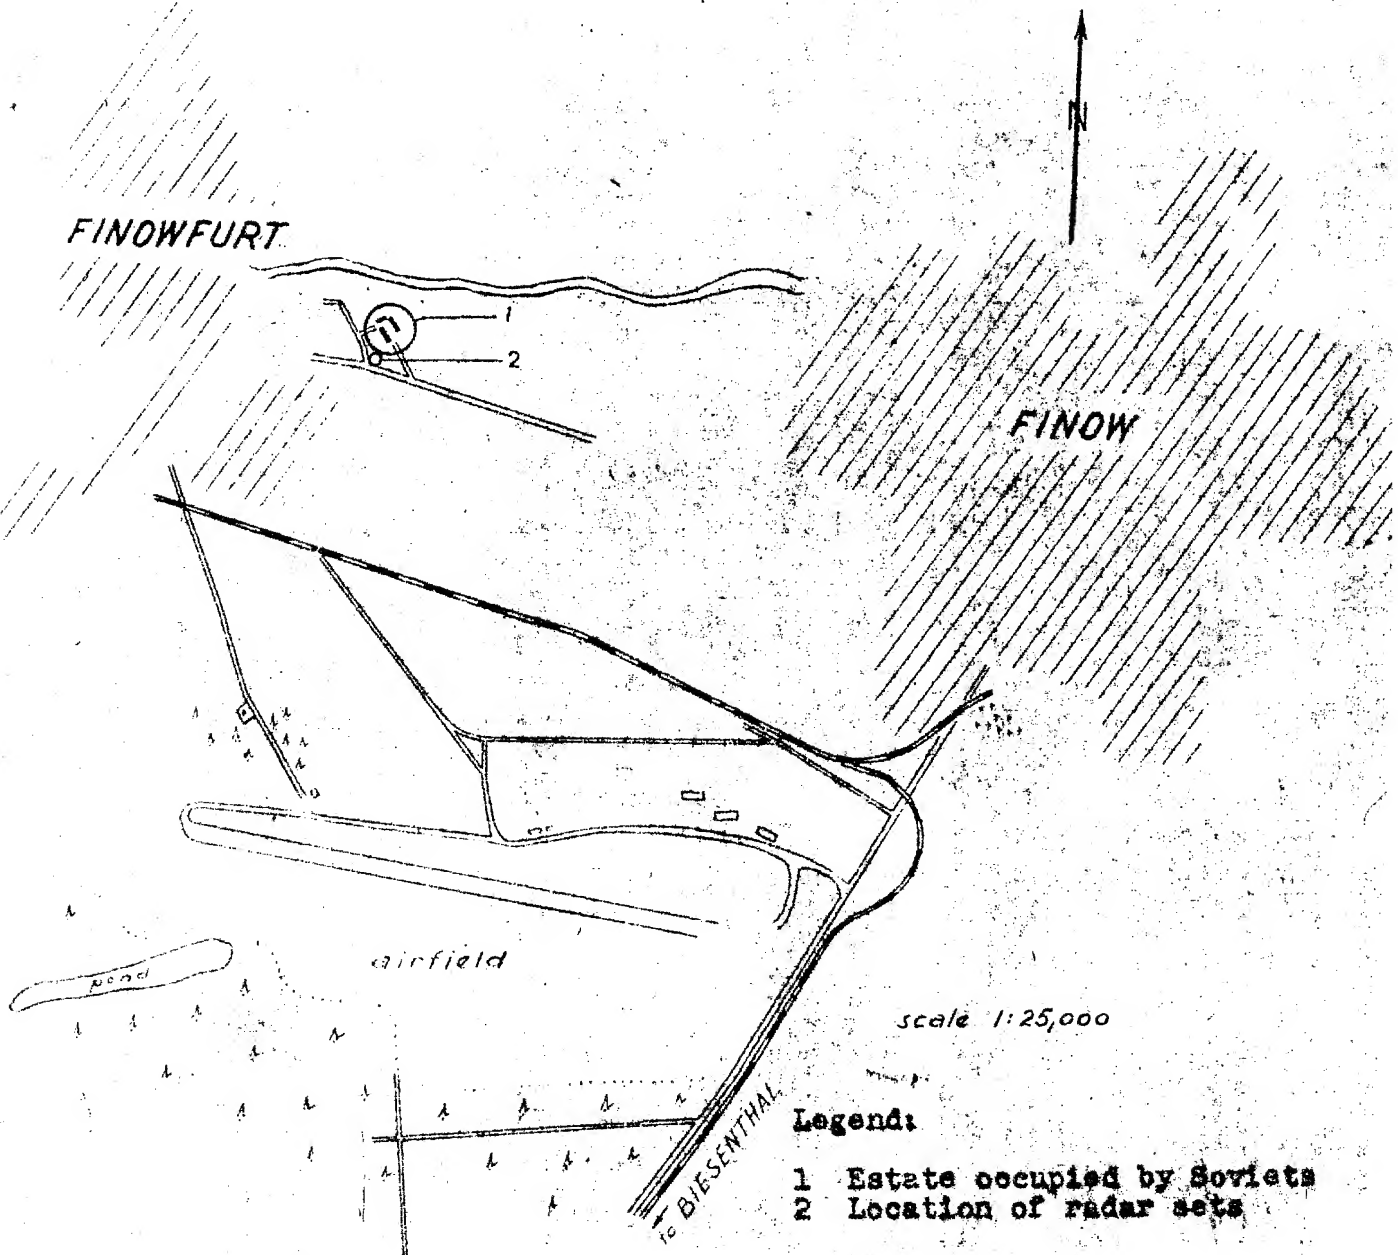 N
FINOWFURT
1
2
FINOW
airfield
pond
scale 1:25,000
to BIESENTHAL
Legend:
1 Estate occupied by Soviets
2 Location of radar sets